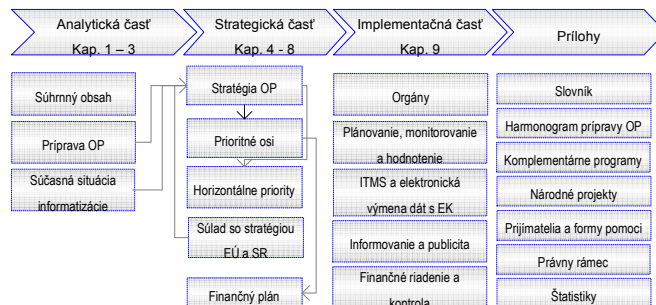 Analytická časť
Kap. 1 – 3
Strategická časť
Kap. 4 - 8
Implementačná časť
Kap. 9
Prílohy
Súhrnný obsah
Príprava OP
Súčasná situácia
informatizácie
Stratégia OP
Prioritné osi
Horizontálne priority
Súlad so stratégiou
EÚ a SR
Finančný plán
Orgány
Plánovanie, monitorovanie
a hodnotenie
ITMS a elektronická
výmena dát s EK
Informovanie a publicita
Finančné riadenie a
kontrola
Slovník
Harmonogram prípravy OP
Komplementárne programy
Národné projekty
Prijímatelia a formy pomoci
Právny rámec
Štatistiky